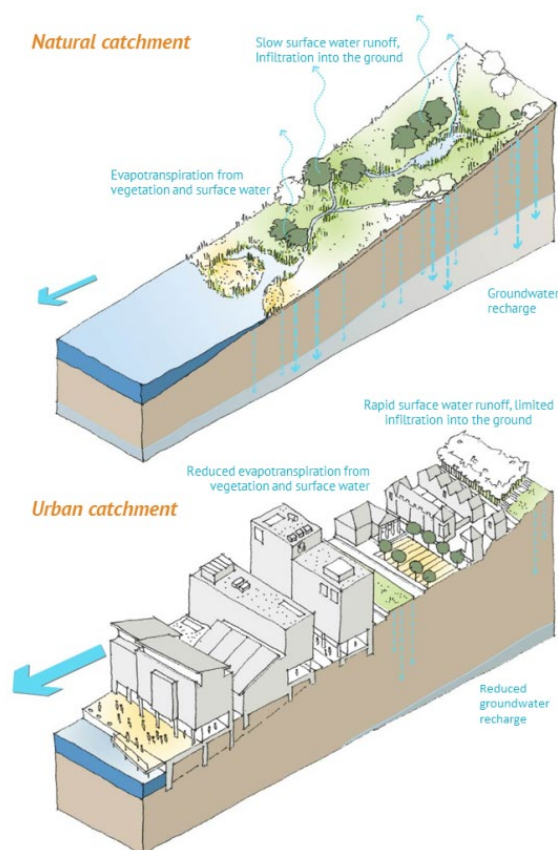 Natural catchment
Slow surface water runoff,
Infiltration into the ground
Evapotranspiration from
vegetation and surface water
Groundwater
recharge
Rapid surface water runoff, limited
infiltration into the ground
Reduced evapotranspiration from
vegetation and surface water
Urban catchment
Reduced
groundwater
recharge